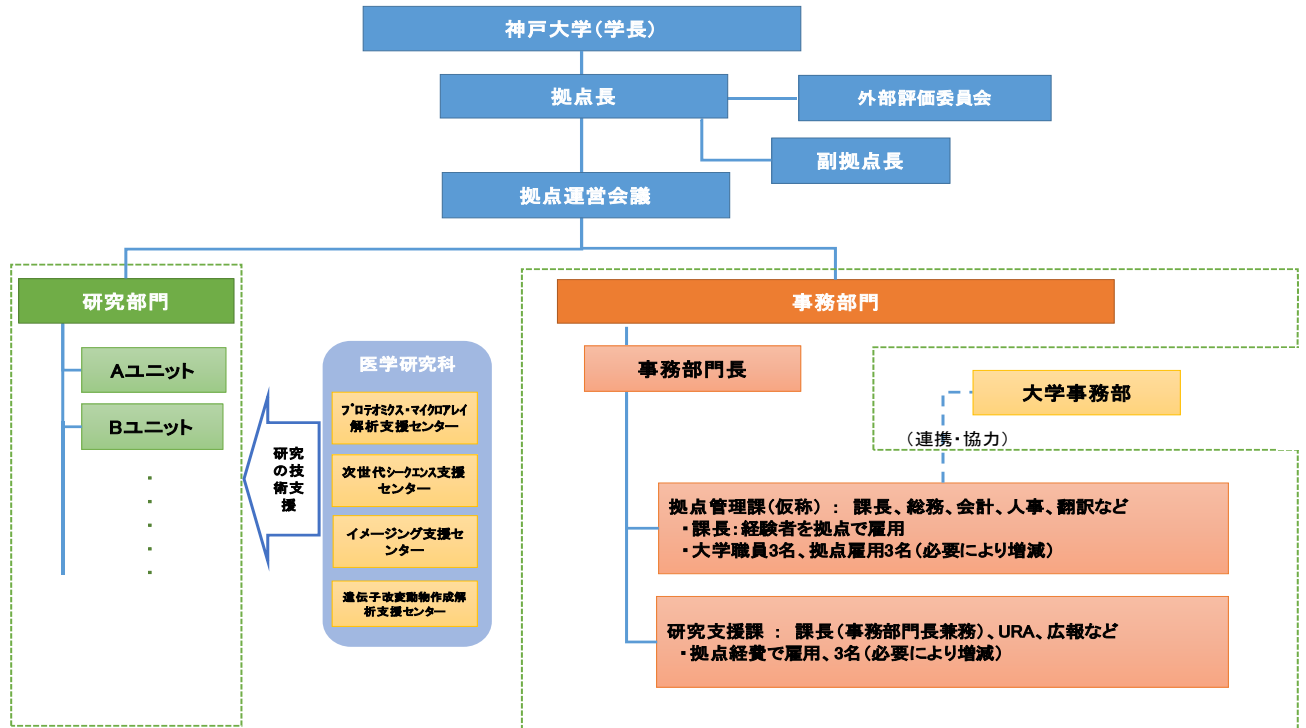 神戸大学(学長)
拠点長
外部評価委員会
副拠点長
拠点運営会議
研究部門
Aユニット
Bユニット
・
・
・
・
・
医学研究科
プロテオミクス・マイクロアレイ
解析支援センター
次世代シークエンス支援
センター
イメージング支援セ
ンター
遺伝子改変動物作成解
析支援センター
研究
の技
術支
援
事務部門
事務部門長
大学事務部
(連携・協力)
拠点管理課(仮称) : 課長、総務、会計、人事、翻訳など
・課長:経験者を拠点で雇用
・大学職員3名、拠点雇用3名(必要により増減)
研究支援課 : 課長(事務部門長兼務)、URA、広報など
・拠点経費で雇用、3名(必要により増減)